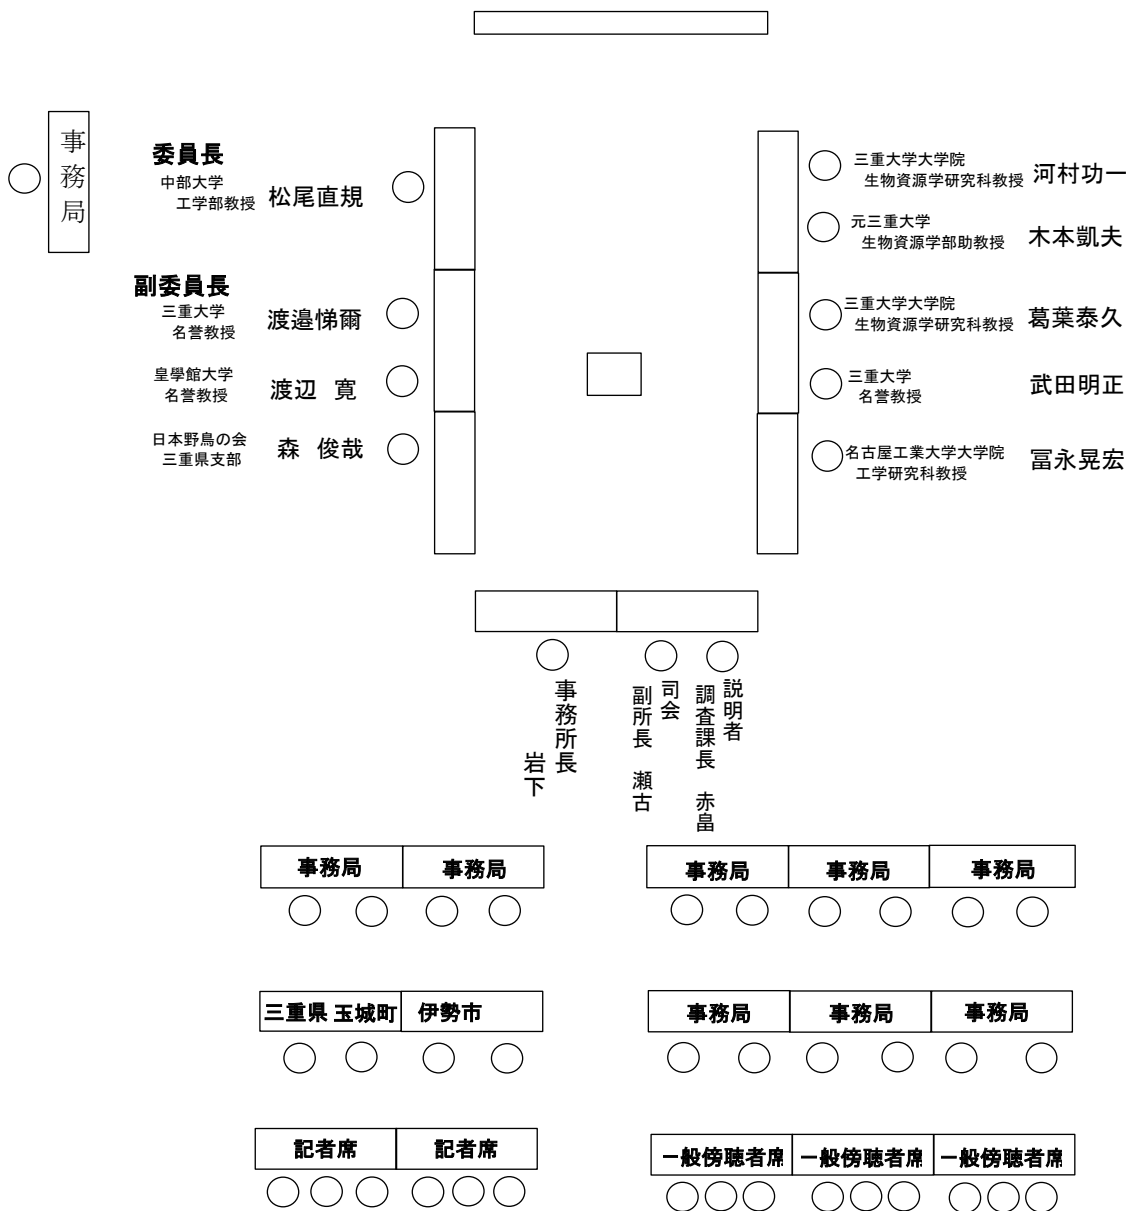 事務局
委員長
中部大学
工学部教授 松尾直規
副委員長
三重大学
名誉教授 渡邉悌爾
皇學館大学
名誉教授 渡辺 寛
日本野鳥の会
三重県支部 森 俊哉
三重大学大学院
生物資源学研究科教授 河村功一
元三重大学
生物資源学部助教授 木本凱夫
三重大学大学院
生物資源学研究科教授 葛葉泰久
三重大学
名誉教授 武田明正
名古屋工業大学大学院
工学研究科教授 冨永晃宏
事務所長
岩下
司会
副所長 瀬古
説明者
調査課長 赤畠
事務局 事務局 事務局 事務局 事務局
三重県 玉城町 伊勢市 事務局 事務局 事務局
記者席 記者席 一般傍聴者席 一般傍聴者席 一般傍聴者席